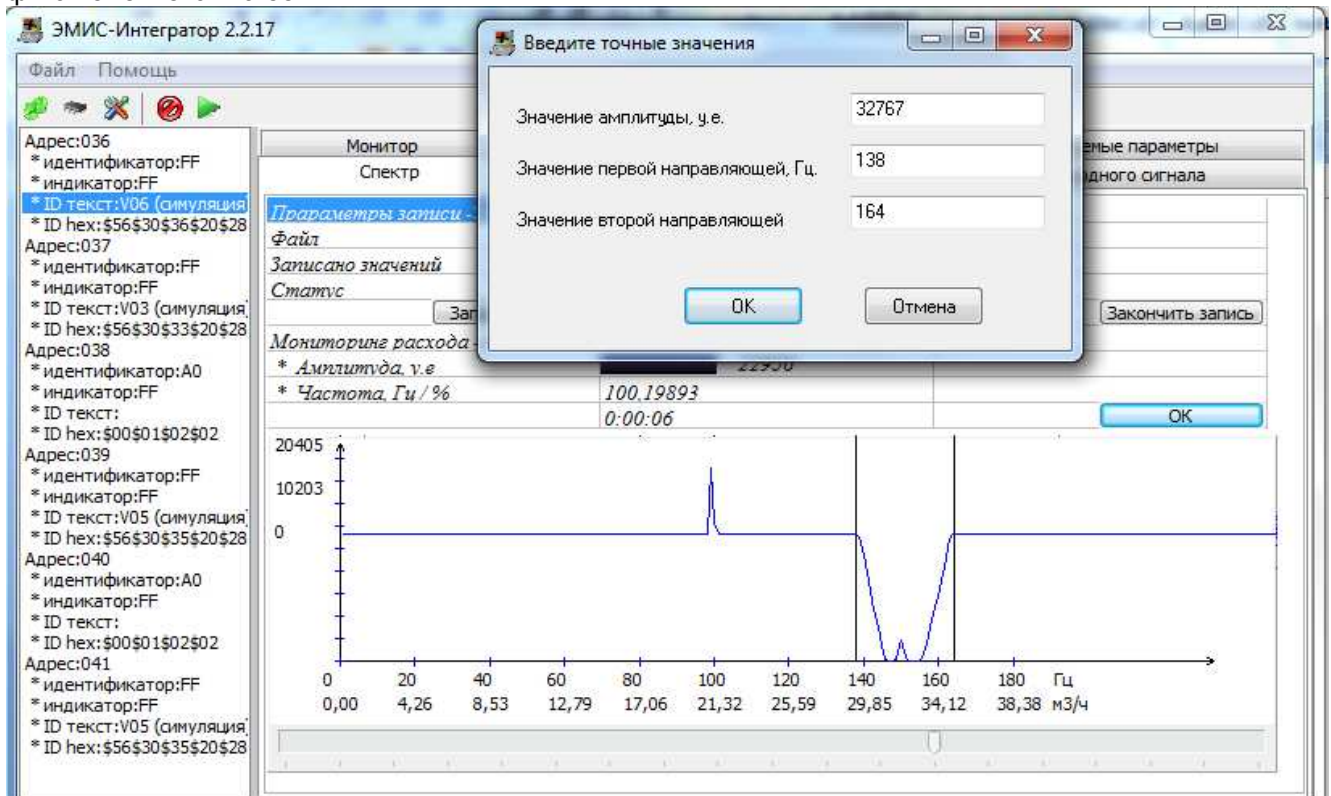 ЭМИС-Интегратор 2.2.17
Введите точные значения
Файл Помощь
Значение амплитуды, у.е. 32767
Значение первой направляющей, Гц. 138
Значение второй направляющей 164
OK Отмена
Адрес:036
* идентификатор:FF
* индикатор:FF
* ID текст:V06 (симуляция
* ID hex:$56$30$36$20$28
Адрес:037
* идентификатор:FF
* индикатор:FF
* ID текст:V03 (симуляция
* ID hex:$56$30$33$20$28
Адрес:038
* идентификатор:A0
* индикатор:FF
* ID текст:
* ID hex:$00$01$02$02
Адрес:039
* идентификатор:FF
* индикатор:FF
* ID текст:V05 (симуляция
* ID hex:$56$30$35$20$28
Адрес:040
* идентификатор:A0
* индикатор:FF
* ID текст:
* ID hex:$00$01$02$02
Адрес:041
* идентификатор:FF
* индикатор:FF
* ID текст:V05 (симуляция
* ID hex:$56$30$35$20$28
Монитор
емые параметры
Спектр
дного сигнала
Прараметры записи -
Файл
Записано значений
Статус
Зап
Закончить запись
Мониторинг расхода -
* Амплитуда, у.е 22950
* Частота, Гц / % 100,19893
0:00:06 OK
20405
10203
0
0 20 40 60 80 100 120 140 160 180 Гц
0,00 4,26 8,53 12,79 17,06 21,32 25,59 29,85 34,12 38,38 м3/ч